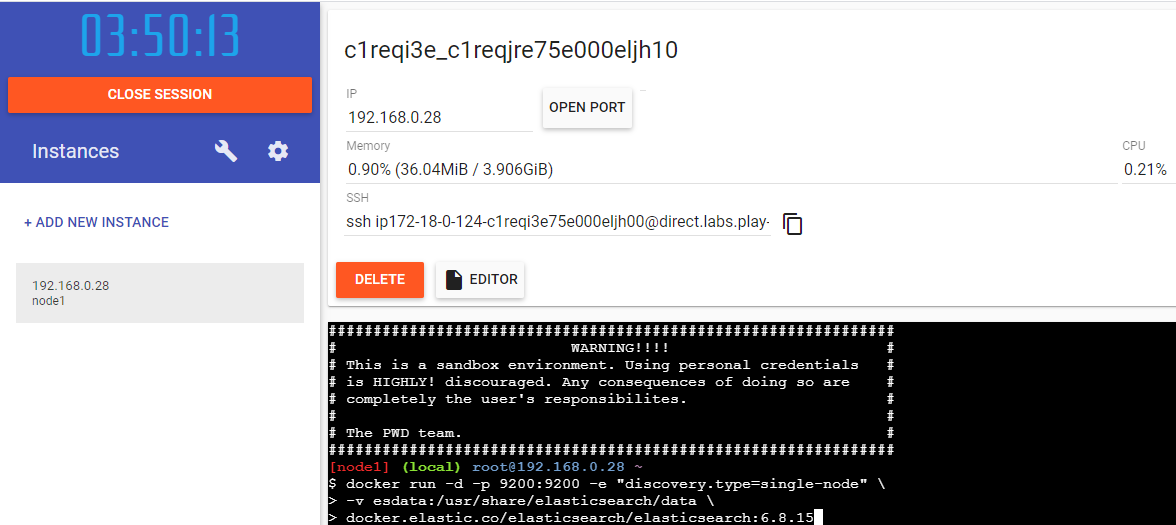 03:50:13
CLOSE SESSION
Instances
+ ADD NEW INSTANCE
192.168.0.28
node1
c1reqi3e_c1reqjre75e000eljh10
IP
192.168.0.28
OPEN PORT
Memory
CPU
0.90% (36.04MiB / 3.906GiB)
0.21%
SSH
ssh ip172-18-0-124-c1reqi3e75e000eljh00@direct.labs.play-
DELETE
EDITOR
###############################################################
# WARNING!!!! #
# This is a sandbox environment. Using personal credentials #
# is HIGHLY! discouraged. Any consequences of doing so are #
# completely the user's responsibilites. #
# #
# The PWD team. #
###############################################################
[node1] (local) root@192.168.0.28 ~
$ docker run -d -p 9200:9200 -e "discovery.type=single-node" \
> -v esdata:/usr/share/elasticsearch/data \
> docker.elastic.co/elasticsearch/elasticsearch:6.8.15